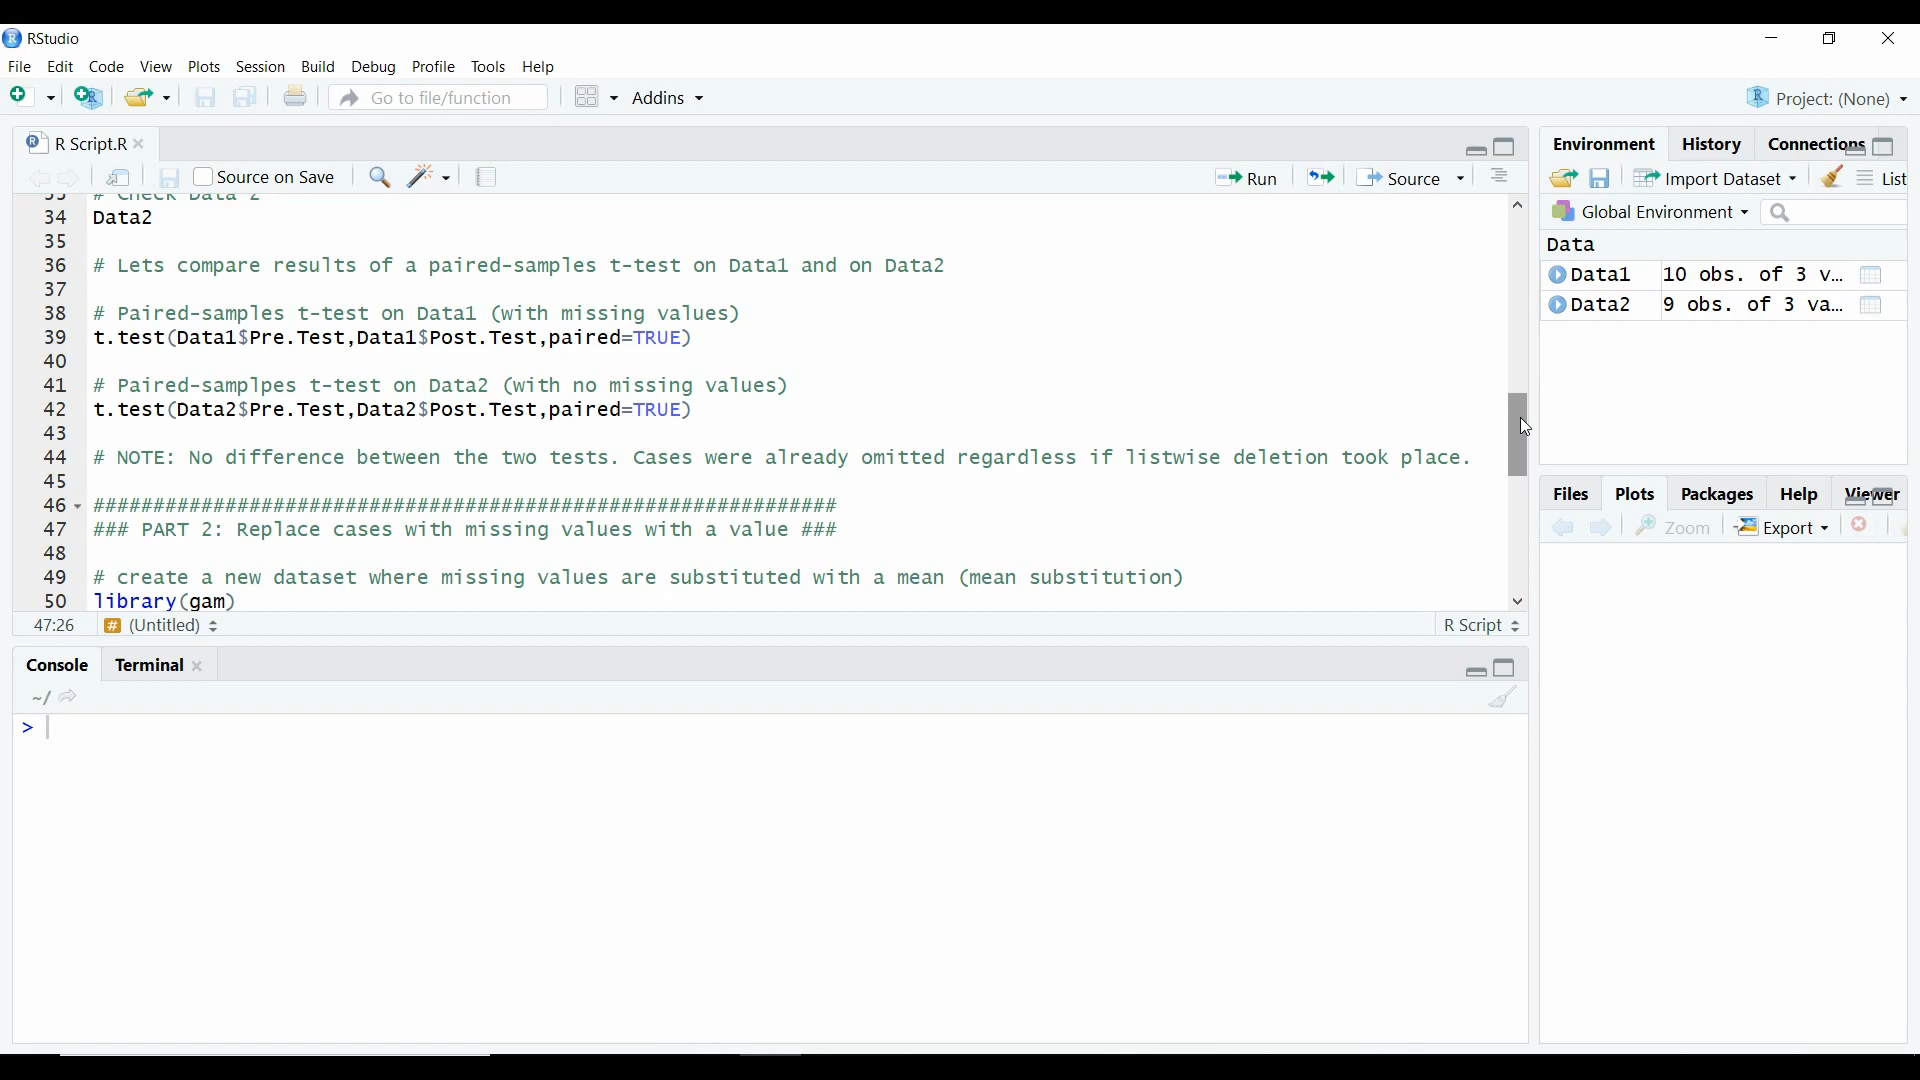 RStudio
File Edit Code View Plots Session Build Debug Profile Tools Help
Go to file/function Addins Project: (None)
R Script.R
Source on Save Run Source
33 # Check Data 2
34 Data2
35
36 # Lets compare results of a paired-samples t-test on Data1 and on Data2
37
38 # Paired-samples t-test on Data1 (with missing values)
39 t.test(Data1$Pre.Test,Data1$Post.Test,paired=TRUE)
40
41 # Paired-samplpes t-test on Data2 (with no missing values)
42 t.test(Data2$Pre.Test,Data2$Post.Test,paired=TRUE)
43
44 # NOTE: No difference between the two tests. Cases were already omitted regardless if listwise deletion took place.
45
46 ##############################################################
47 ### PART 2: Replace cases with missing values with a value ###
48
49 # create a new dataset where missing values are substituted with a mean (mean substitution)
50 library(gam)
47:26 # (Untitled) R Script
Console Terminal
~/
>
Environment History Connections
Import Dataset List
Global Environment
Data
Data1 10 obs. of 3 v...
Data2 9 obs. of 3 va...
Files Plots Packages Help Viewer
Zoom Export